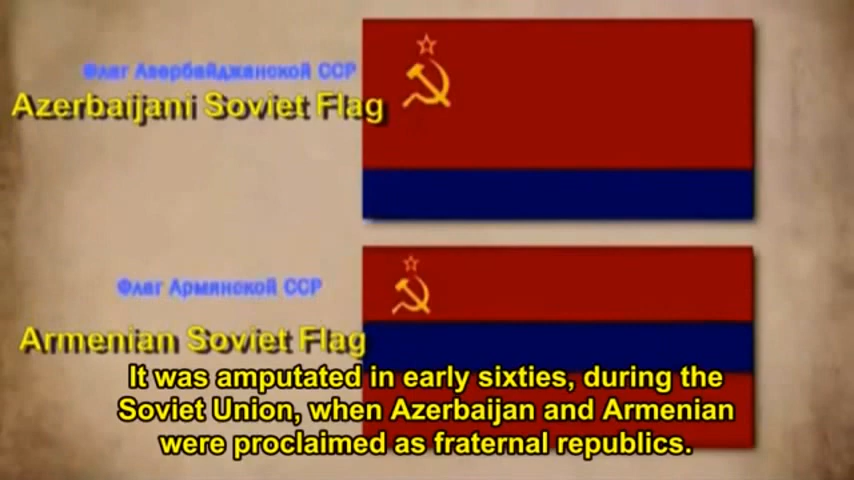 Флаг Азербайджанской ССР
Azerbaijani Soviet Flag
Флаг Армянской ССР
Armenian Soviet Flag
It was amputated in early sixties, during the
Soviet Union, when Azerbaijan and Armenian
were proclaimed as fraternal republics.